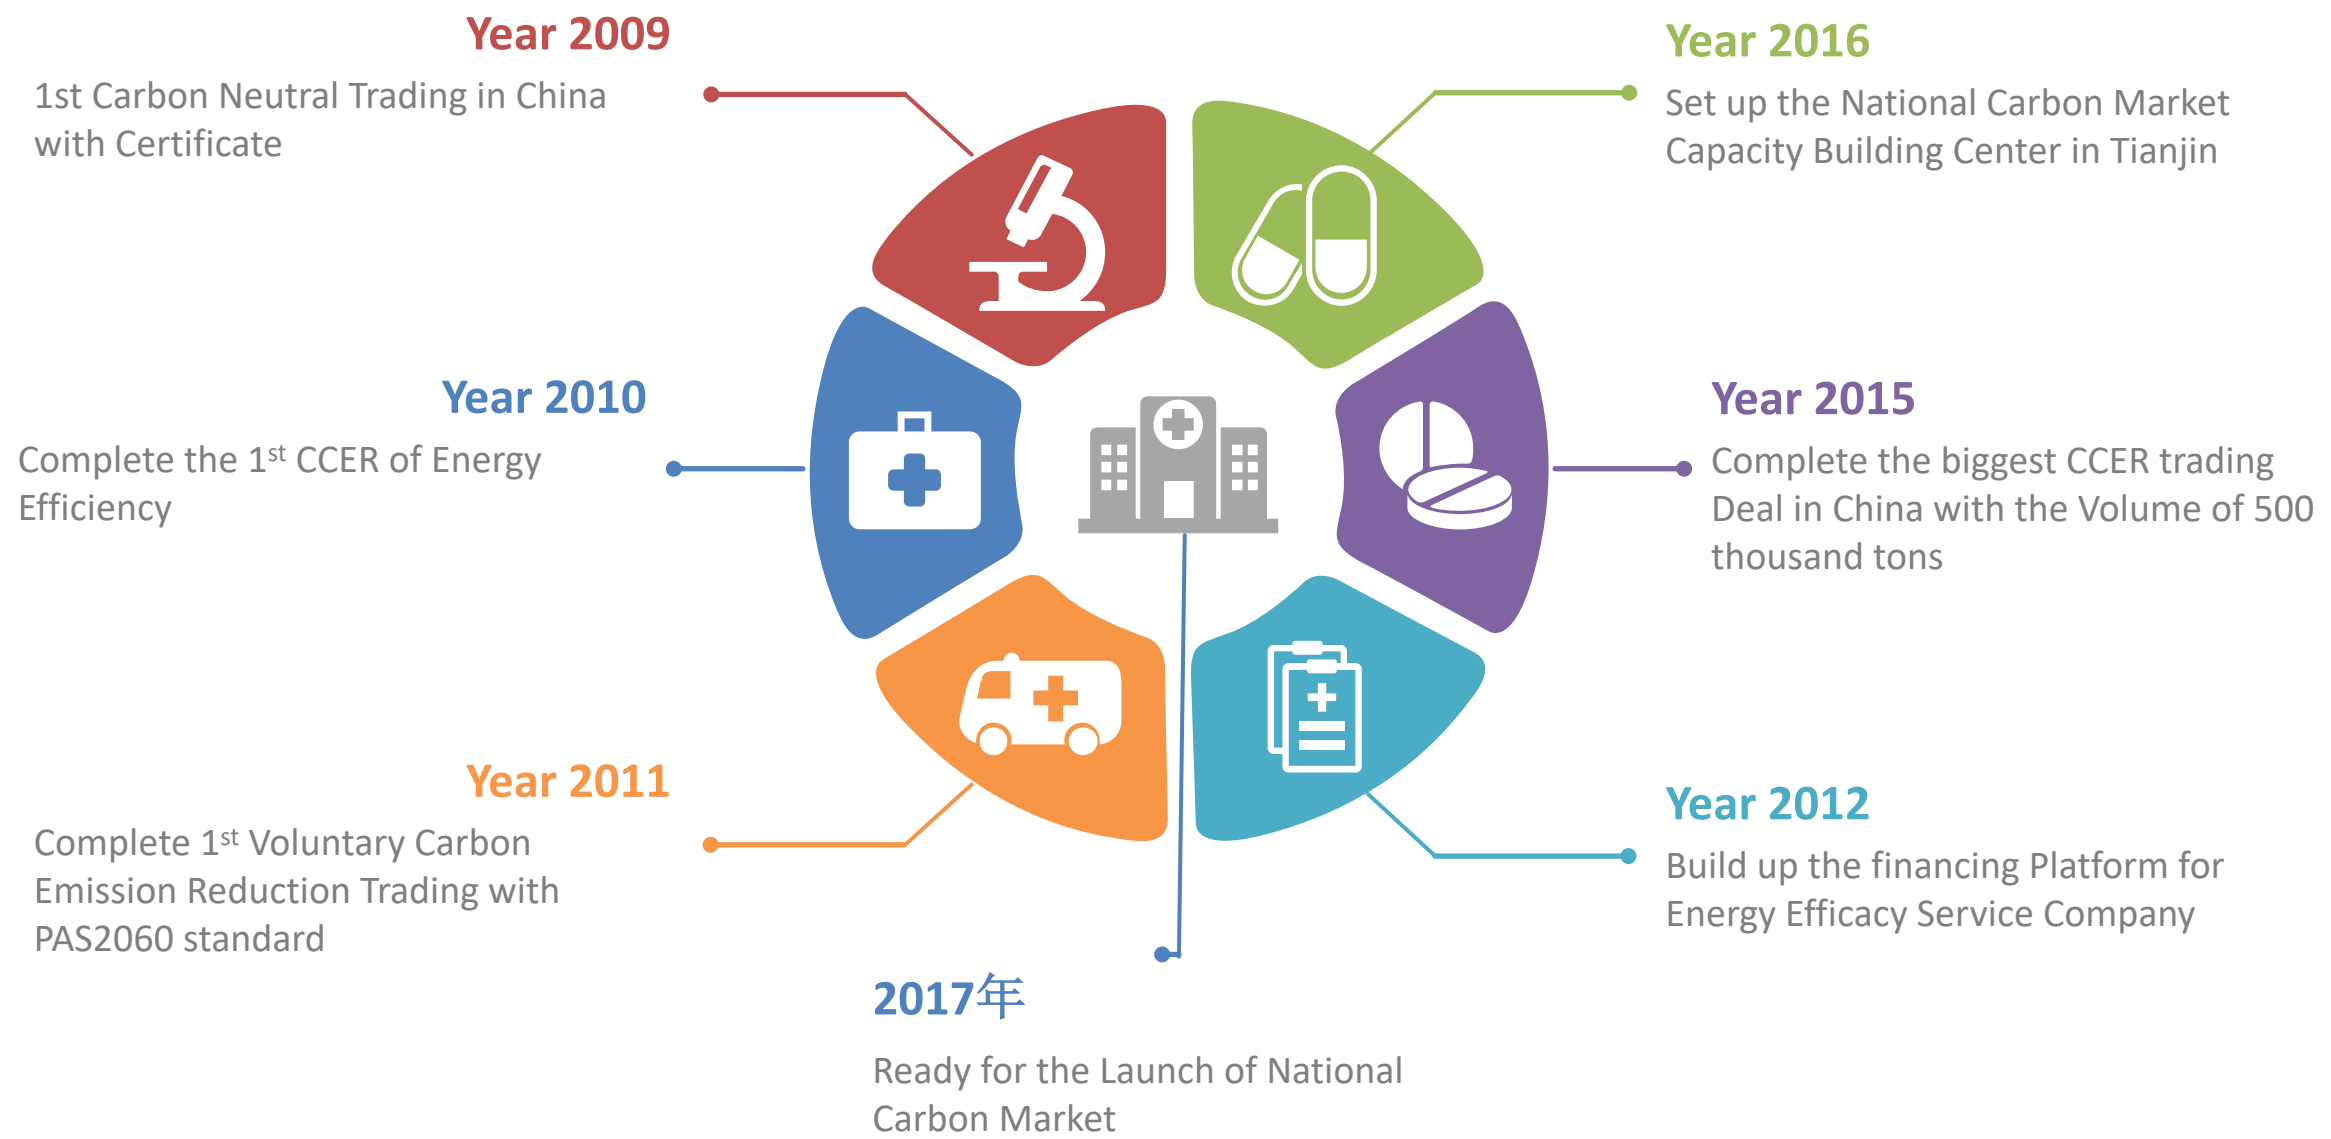 Year 2009
1st Carbon Neutral Trading in China
with Certificate
Year 2010
Complete the 1st CCER of Energy
Efficiency
Year 2011
Complete 1st Voluntary Carbon
Emission Reduction Trading with
PAS2060 standard
2017年
Ready for the Launch of National
Carbon Market
Year 2012
Build up the financing Platform for
Energy Efficacy Service Company
Year 2015
Complete the biggest CCER trading
Deal in China with the Volume of 500
thousand tons
Year 2016
Set up the National Carbon Market
Capacity Building Center in Tianjin